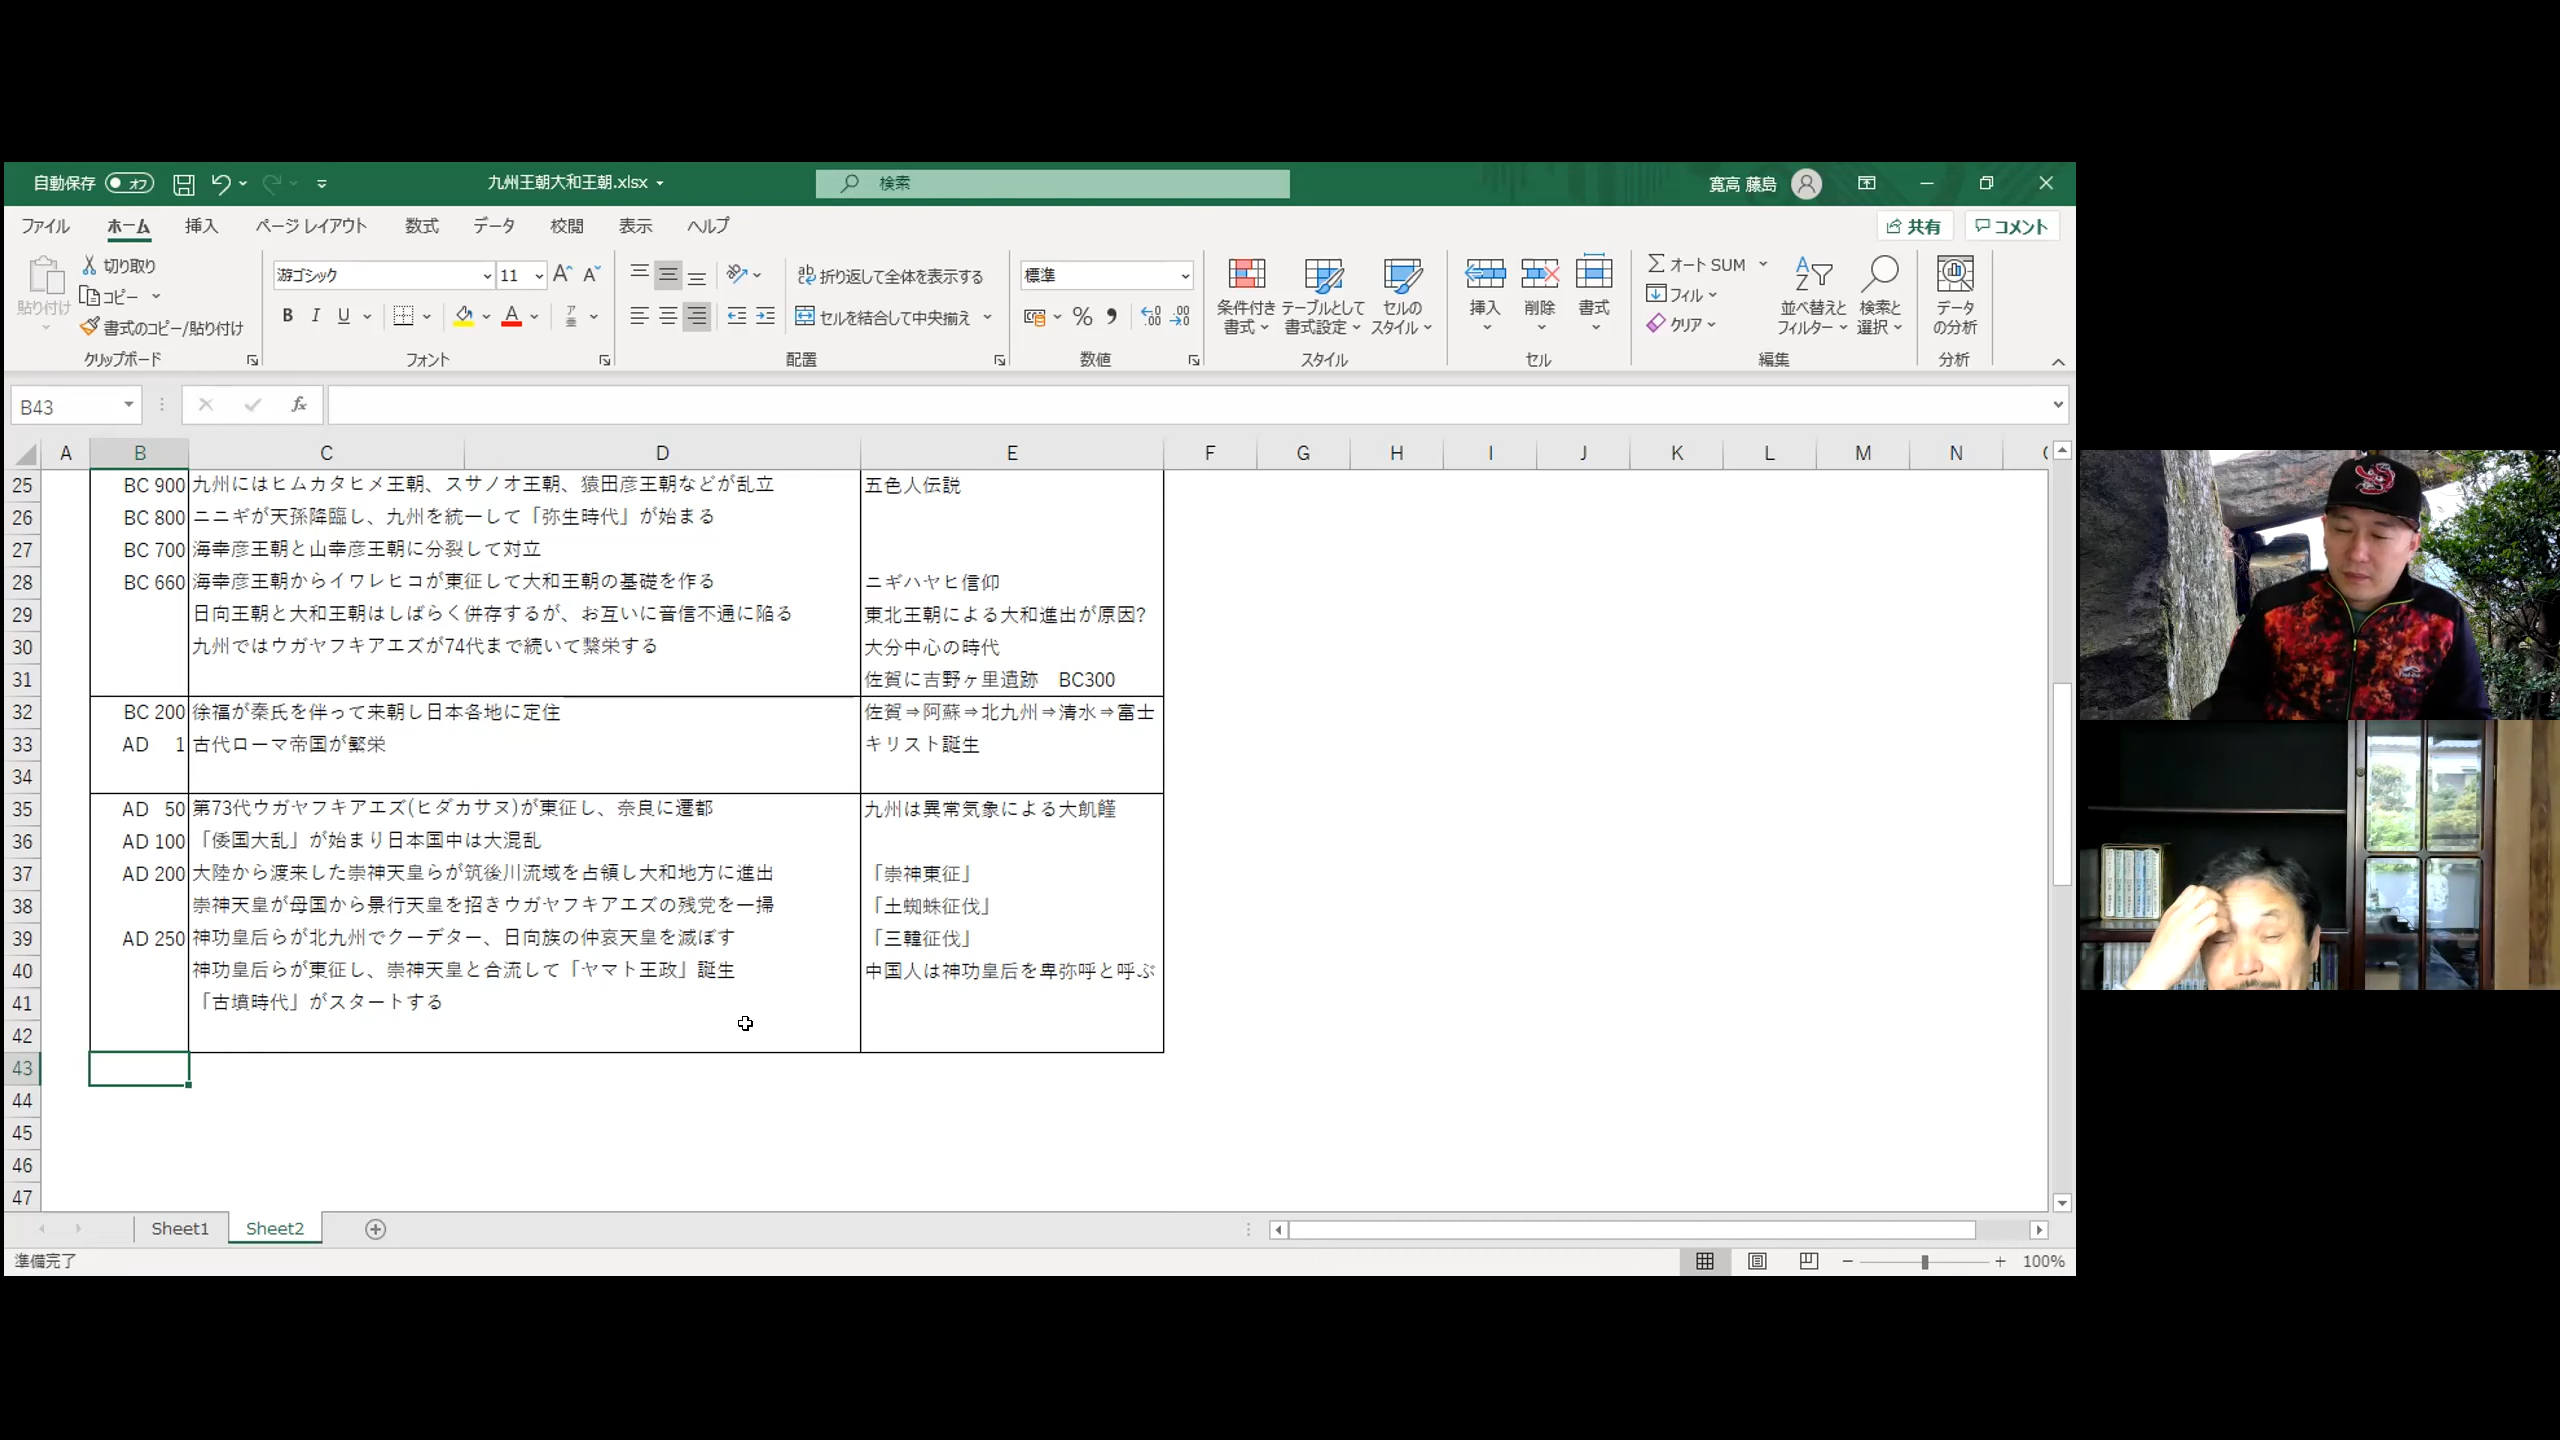 自動保存 オフ 九州王朝大和王朝.xlsx 検索 寛高 藤島
ファイル ホーム 挿入 ページ レイアウト 数式 データ 校閲 表示 ヘルプ 共有 コメント
貼り付け 切り取り コピー 書式のコピー/貼り付け クリップボード
游ゴシック 11 B I U フォント
折り返して全体を表示する セルを結合して中央揃え 配置
標準 % 数値
条件付き書式 テーブルとして書式設定 セルのスタイル スタイル
挿入 削除 書式 セル
オート SUM フィル クリア 並べ替えとフィルター 検索と選択 編集
データの分析 分析
B43 fx
A B C D E F G H I J K L M N
25 BC 900 九州にはヒムカタヒメ王朝、スサノオ王朝、猿田彦王朝などが乱立 五色人伝説
26 BC 800 ニニギが天孫降臨し、九州を統一して「弥生時代」が始まる
27 BC 700 海幸彦王朝と山幸彦王朝に分裂して対立
28 BC 660 海幸彦王朝からイワレヒコが東征して大和王朝の基礎を作る ニギハヤヒ信仰
29 日向王朝と大和王朝はしばらく併存するが、お互いに音信不通に陥る 東北王朝による大和進出が原因?
30 九州ではウガヤフキアエズが74代まで続いて繫栄する 大分中心の時代
31 佐賀に吉野ヶ里遺跡 BC300
32 BC 200 徐福が秦氏を伴って来朝し日本各地に定住 佐賀⇒阿蘇⇒北九州⇒清水⇒富士
33 AD 1 古代ローマ帝国が繁栄 キリスト誕生
34
35 AD 50 第73代ウガヤフキアエズ(ヒダカサヌ)が東征し、奈良に遷都 九州は異常気象による大飢饉
36 AD 100 「倭国大乱」が始まり日本国中は大混乱
37 AD 200 大陸から渡来した崇神天皇らが筑後川流域を占領し大和地方に進出 「崇神東征」
38 崇神天皇が母国から景行天皇を招きウガヤフキアエズの残党を一掃 「土蜘蛛征伐」
39 AD 250 神功皇后らが北九州でクーデター、日向族の仲哀天皇を滅ぼす 「三韓征伐」
40 神功皇后らが東征し、崇神天皇と合流して「ヤマト王政」誕生 中国人は神功皇后を卑弥呼と呼ぶ
41 「古墳時代」がスタートする
42
43
44
45
46
47
Sheet1 Sheet2
準備完了 100%